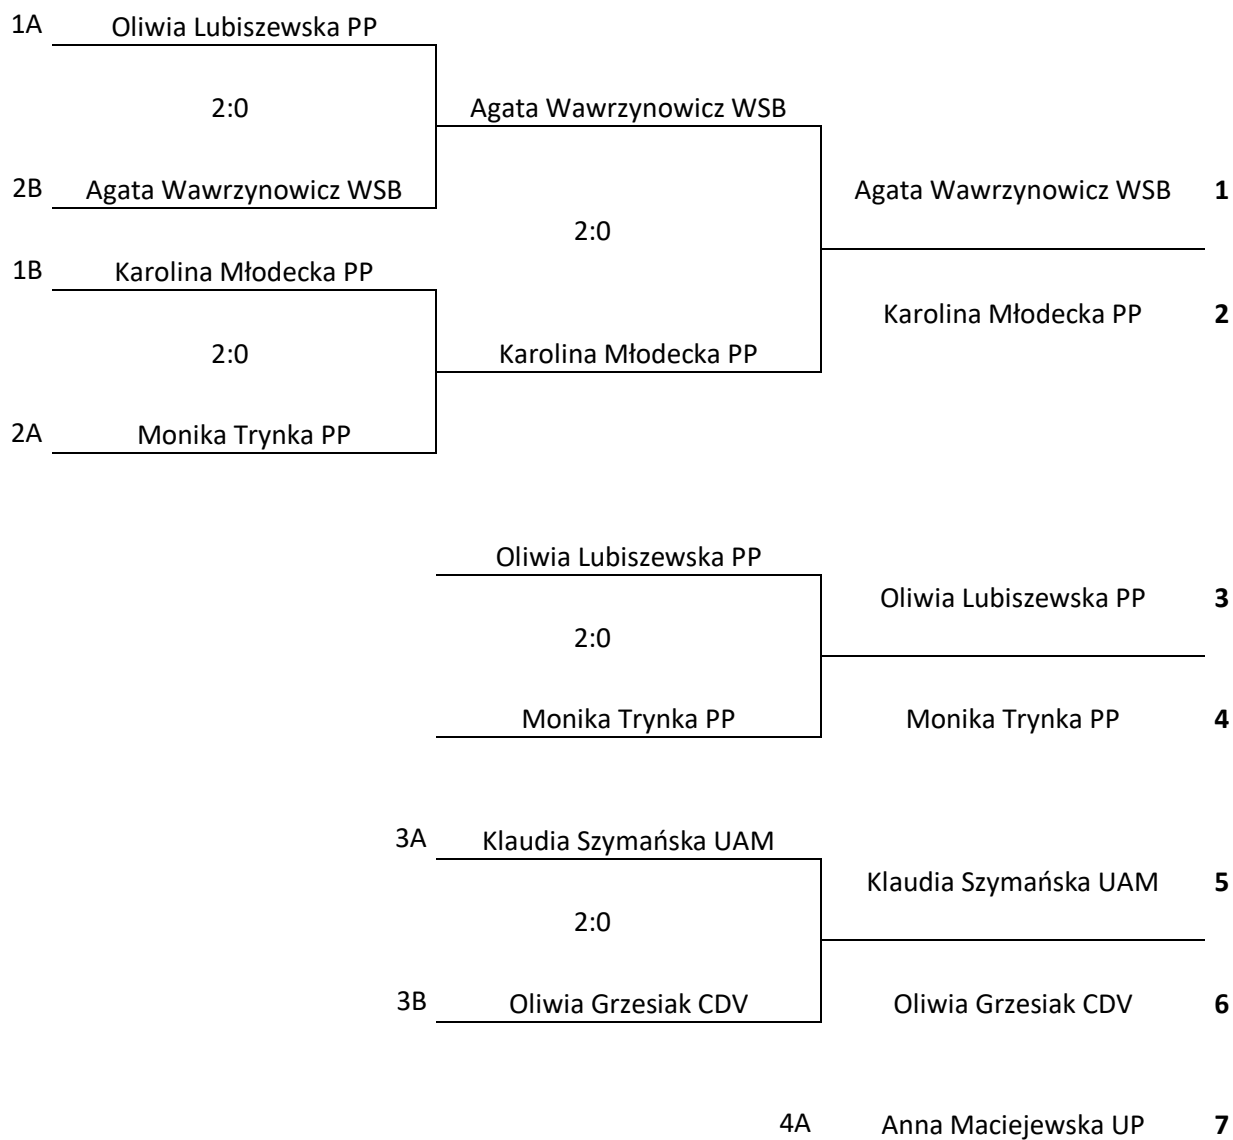 1A Oliwia Lubiszewska PP
2:0 Agata Wawrzynowicz WSB
2B Agata Wawrzynowicz WSB Agata Wawrzynowicz WSB 1
2:0
1B Karolina Młodecka PP
Karolina Młodecka PP 2
2:0 Karolina Młodecka PP
2A Monika Trynka PP
Oliwia Lubiszewska PP
Oliwia Lubiszewska PP 3
2:0
Monika Trynka PP Monika Trynka PP 4
3A Klaudia Szymańska UAM
Klaudia Szymańska UAM 5
2:0
3B Oliwia Grzesiak CDV Oliwia Grzesiak CDV 6
4A Anna Maciejewska UP 7